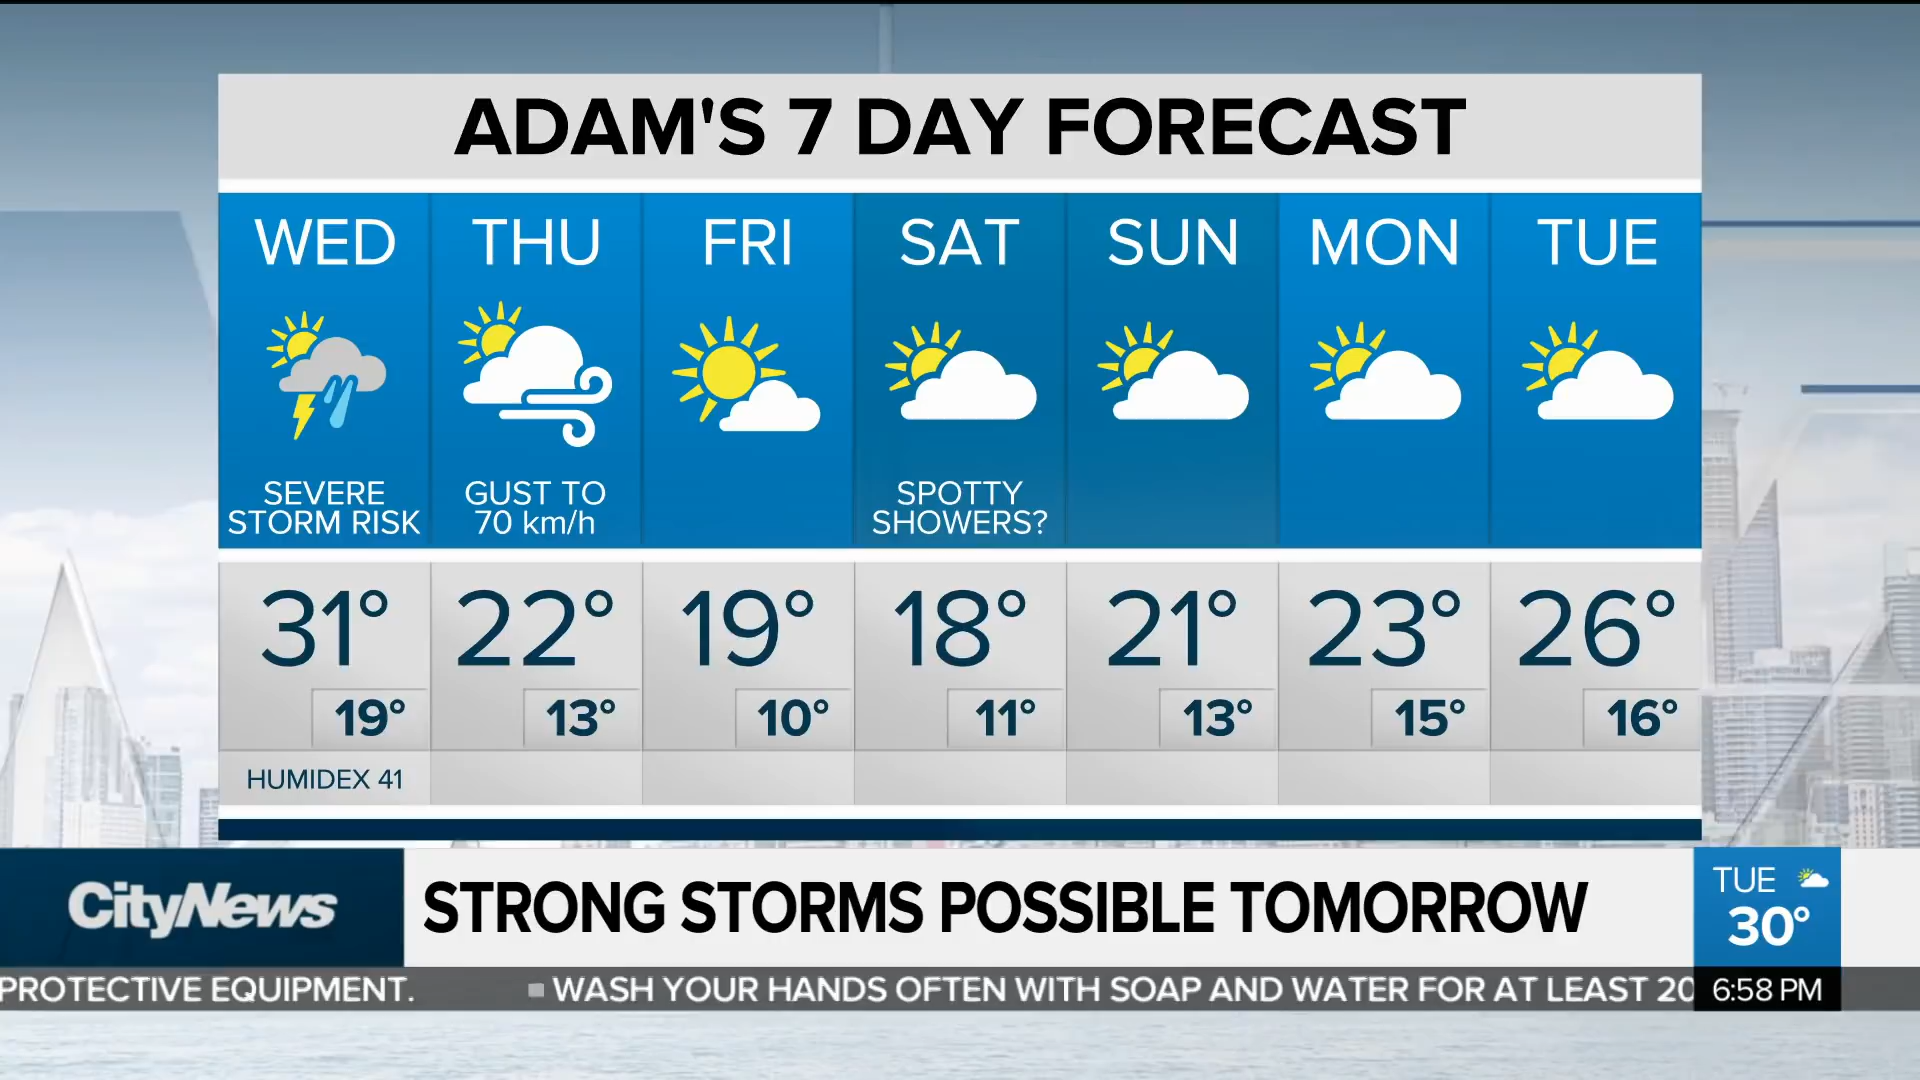 ADAM'S 7 DAY FORECAST
WED THU FRI SAT SUN MON TUE
SEVERE
STORM RISK
GUST TO
70 km/h
SPOTTY
SHOWERS?
31° 22° 19° 18° 21° 23° 26°
19° 13° 10° 11° 13° 15° 16°
HUMIDEX 41
CityNews
STRONG STORMS POSSIBLE TOMORROW
TUE
30°
PROTECTIVE EQUIPMENT. WASH YOUR HANDS OFTEN WITH SOAP AND WATER FOR AT LEAST 20
6:58 PM